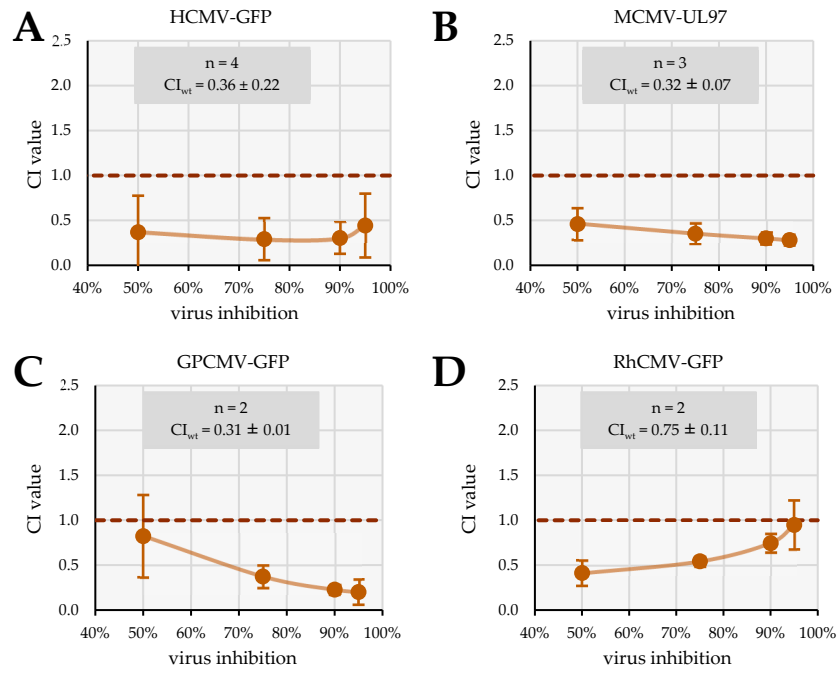 A
HCMV-GFP
n = 4
CIwt = 0.36 ± 0.22
CI value
2.5
2.0
1.5
1.0
0.5
0.0
40% 50% 60% 70% 80% 90% 100%
virus inhibition
B
MCMV-UL97
n = 3
CIwt = 0.32 ± 0.07
CI value
2.5
2.0
1.5
1.0
0.5
0.0
40% 50% 60% 70% 80% 90% 100%
virus inhibition
C
GPCMV-GFP
n = 2
CIwt = 0.31 ± 0.01
CI value
2.5
2.0
1.5
1.0
0.5
0.0
40% 50% 60% 70% 80% 90% 100%
virus inhibition
D
RhCMV-GFP
n = 2
CIwt = 0.75 ± 0.11
CI value
2.5
2.0
1.5
1.0
0.5
0.0
40% 50% 60% 70% 80% 90% 100%
virus inhibition